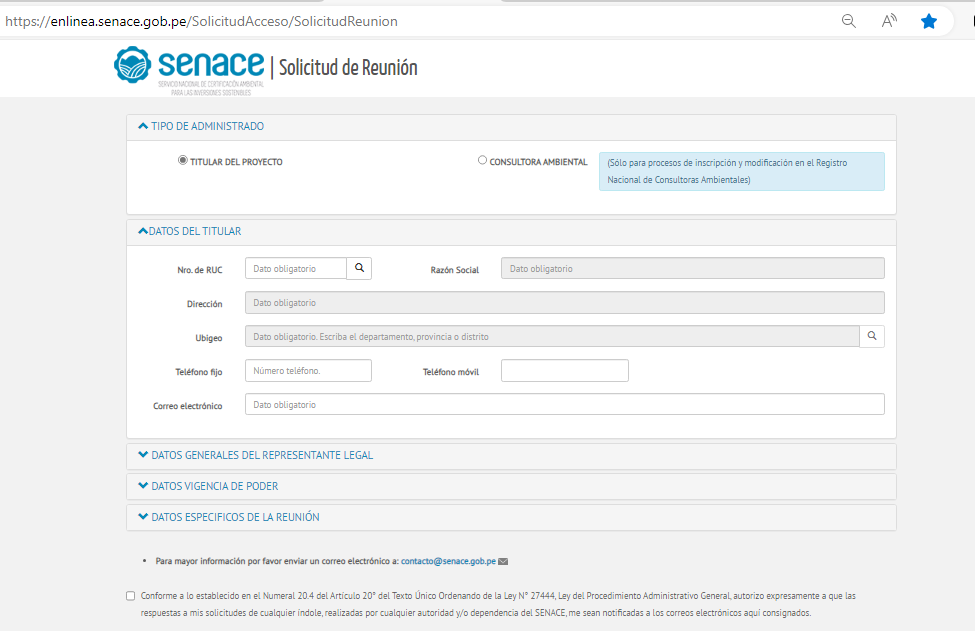 https://enlinea.senace.gob.pe/SolicitudAcceso/SolicitudReunion
senace | Solicitud de Reunión
SERVICIO NACIONAL DE CERTIFICACIÓN AMBIENTAL
PARA LAS INVERSIONES SOSTENIBLES
TIPO DE ADMINISTRADO
TITULAR DEL PROYECTO
CONSULTORA AMBIENTAL
(Sólo para procesos de inscripción y modificación en el Registro
Nacional de Consultoras Ambientales)
DATOS DEL TITULAR
Nro. de RUC Dato obligatorio Razón Social Dato obligatorio
Dirección Dato obligatorio
Ubigeo Dato obligatorio. Escriba el departamento, provincia o distrito
Teléfono fijo Número teléfono. Teléfono móvil
Correo electrónico Dato obligatorio
DATOS GENERALES DEL REPRESENTANTE LEGAL
DATOS VIGENCIA DE PODER
DATOS ESPECIFICOS DE LA REUNIÓN
• Para mayor información por favor enviar un correo electrónico a: contacto@senace.gob.pe
Conforme a lo establecido en el Numeral 20.4 del Artículo 20° del Texto Único Ordenando de la Ley N° 27444, Ley del Procedimiento Administrativo General, autorizo expresamente a que las
respuestas a mis solicitudes de cualquier índole, realizadas por cualquier autoridad y/o dependencia del SENACE, me sean notificadas a los correos electrónicos aquí consignados.